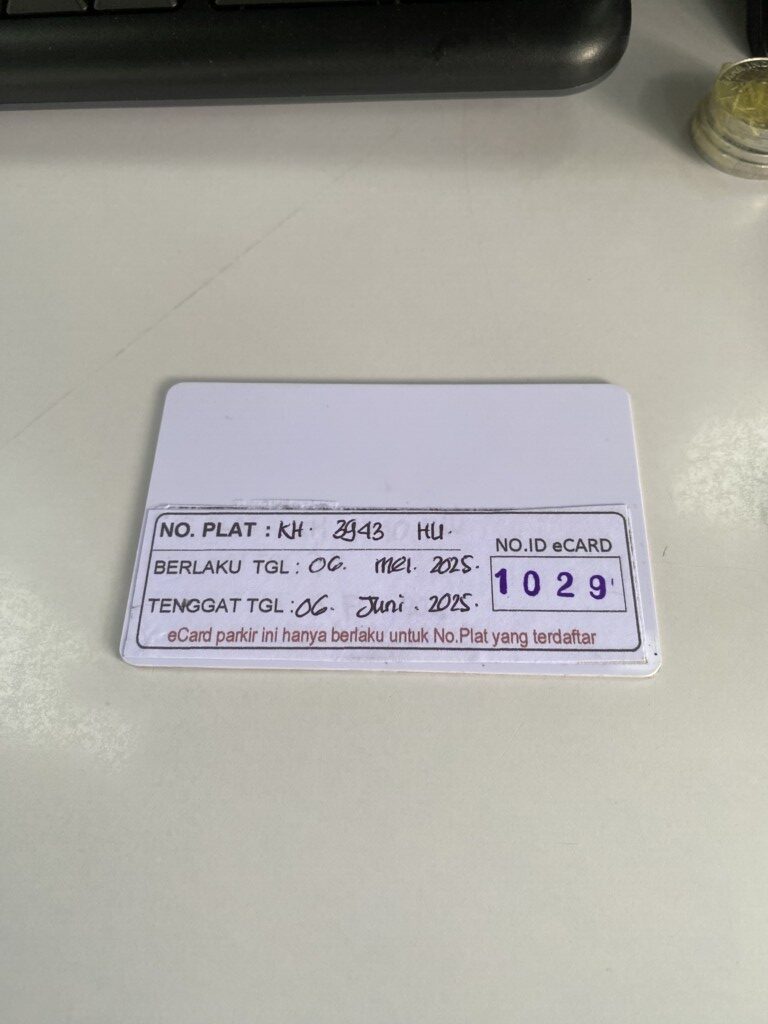 NO. PLAT : KH. 3943 HU.
BERLAKU TGL : 06. Mei. 2025.
TENGGAT TGL : 06. Juni. 2025.
NO.ID eCARD
1029
eCard parkir ini hanya berlaku untuk No.Plat yang terdaftar